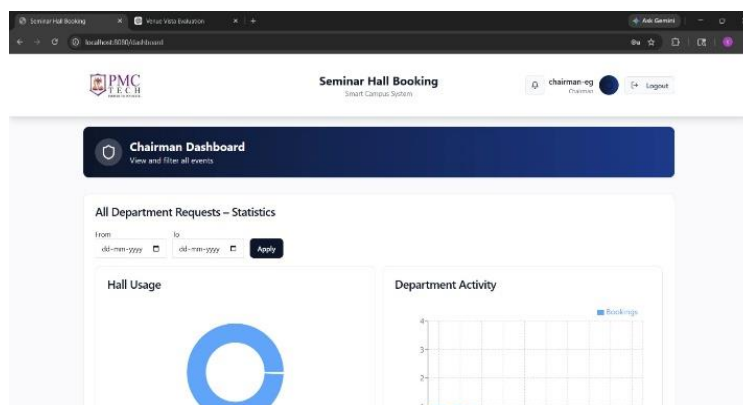 Seminar Hall Booking
Venue Vista Evaluation
Ask Gemini
localhost:8080/dashboard
PMC
TECH
Seminar Hall Booking
Smart Campus System
chairman-eg
Chairman
Logout
Chairman Dashboard
View and filter all events
All Department Requests – Statistics
From To
dd-mm-yyyy dd-mm-yyyy Apply
Hall Usage
Department Activity
Bookings
4
3
2